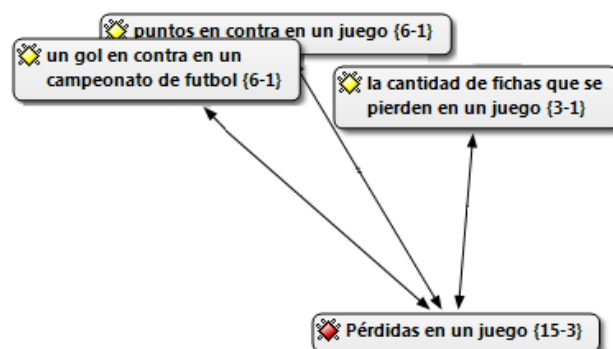 puntos en contra en un juego {6-1}
un gol en contra en un
campeonato de futbol {6-1}
la cantidad de fichas que se
pierden en un juego {3-1}
Pérdidas en un juego {15-3}